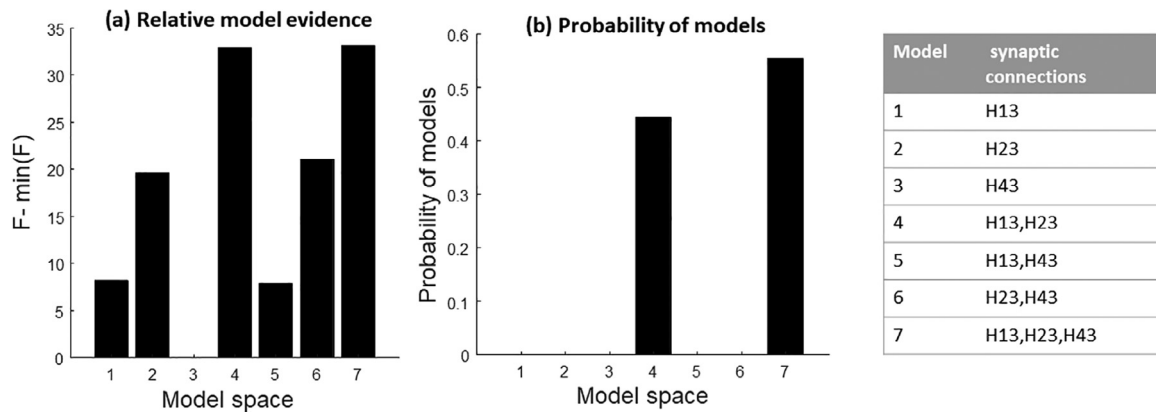 (a) Relative model evidence
F- min(F)
35
30
25
20
15
10
5
0
1 2 3 4 5 6 7
Model space
(b) Probability of models
Probability of models
0.6
0.5
0.4
0.3
0.2
0.1
0
1 2 3 4 5 6 7
Model space
Model synaptic
connections
1 H13
2 H23
3 H43
4 H13,H23
5 H13,H43
6 H23,H43
7 H13,H23,H43